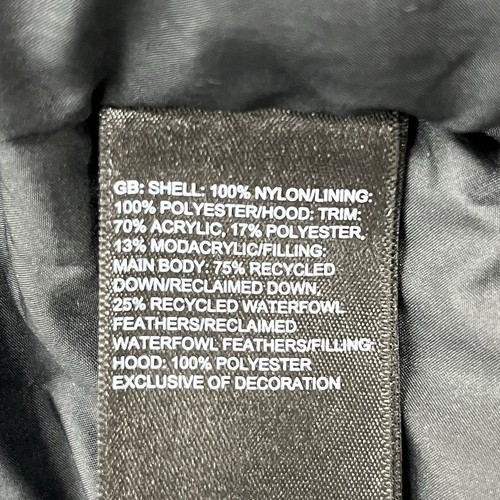 GB: SHELL: 100% NYLON/LINING:
100% POLYESTER/HOOD: TRIM:
70% ACRYLIC, 17% POLYESTER,
13% MODACRYLIC/FILLING:
MAIN BODY: 75% RECYCLED
DOWN/RECLAIMED DOWN,
25% RECYCLED WATERFOWL
FEATHERS/RECLAIMED
WATERFOWL FEATHERS/FILLING:
HOOD: 100% POLYESTER
EXCLUSIVE OF DECORATION